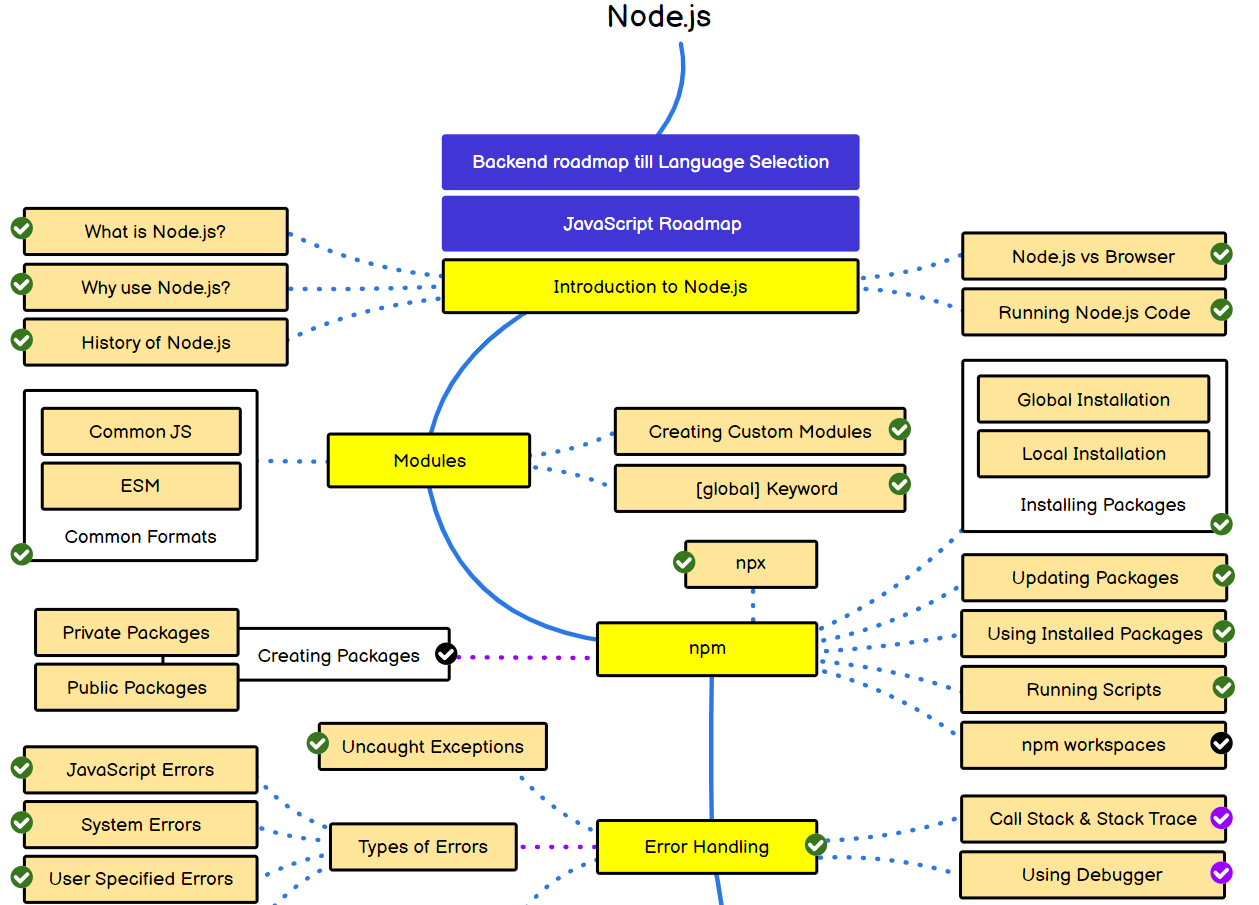 Node.js
Backend roadmap till Language Selection
JavaScript Roadmap
Introduction to Node.js
What is Node.js?
Why use Node.js?
History of Node.js
Node.js vs Browser
Running Node.js Code
Common JS
ESM
Common Formats
Modules
Creating Custom Modules
[global] Keyword
Global Installation
Local Installation
Installing Packages
npx
npm
Updating Packages
Using Installed Packages
Running Scripts
npm workspaces
Private Packages
Public Packages
Creating Packages
Uncaught Exceptions
JavaScript Errors
System Errors
User Specified Errors
Types of Errors
Error Handling
Call Stack & Stack Trace
Using Debugger